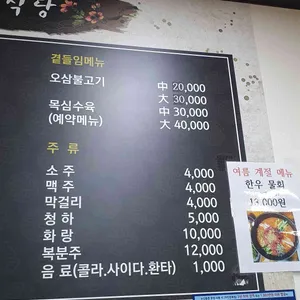 식당
곁들임메뉴
오삼불고기 中 20,000
大 30,000
목심수육 中 30,000
(예약메뉴) 大 40,000
주 류
소 주 4,000
맥 주 4,000
막걸리 4,000
청 하 5,000
화 랑 10,000
복분주 12,000
음 료(콜라.사이다.환타) 1,000
여름 계절 메뉴
한우 물회